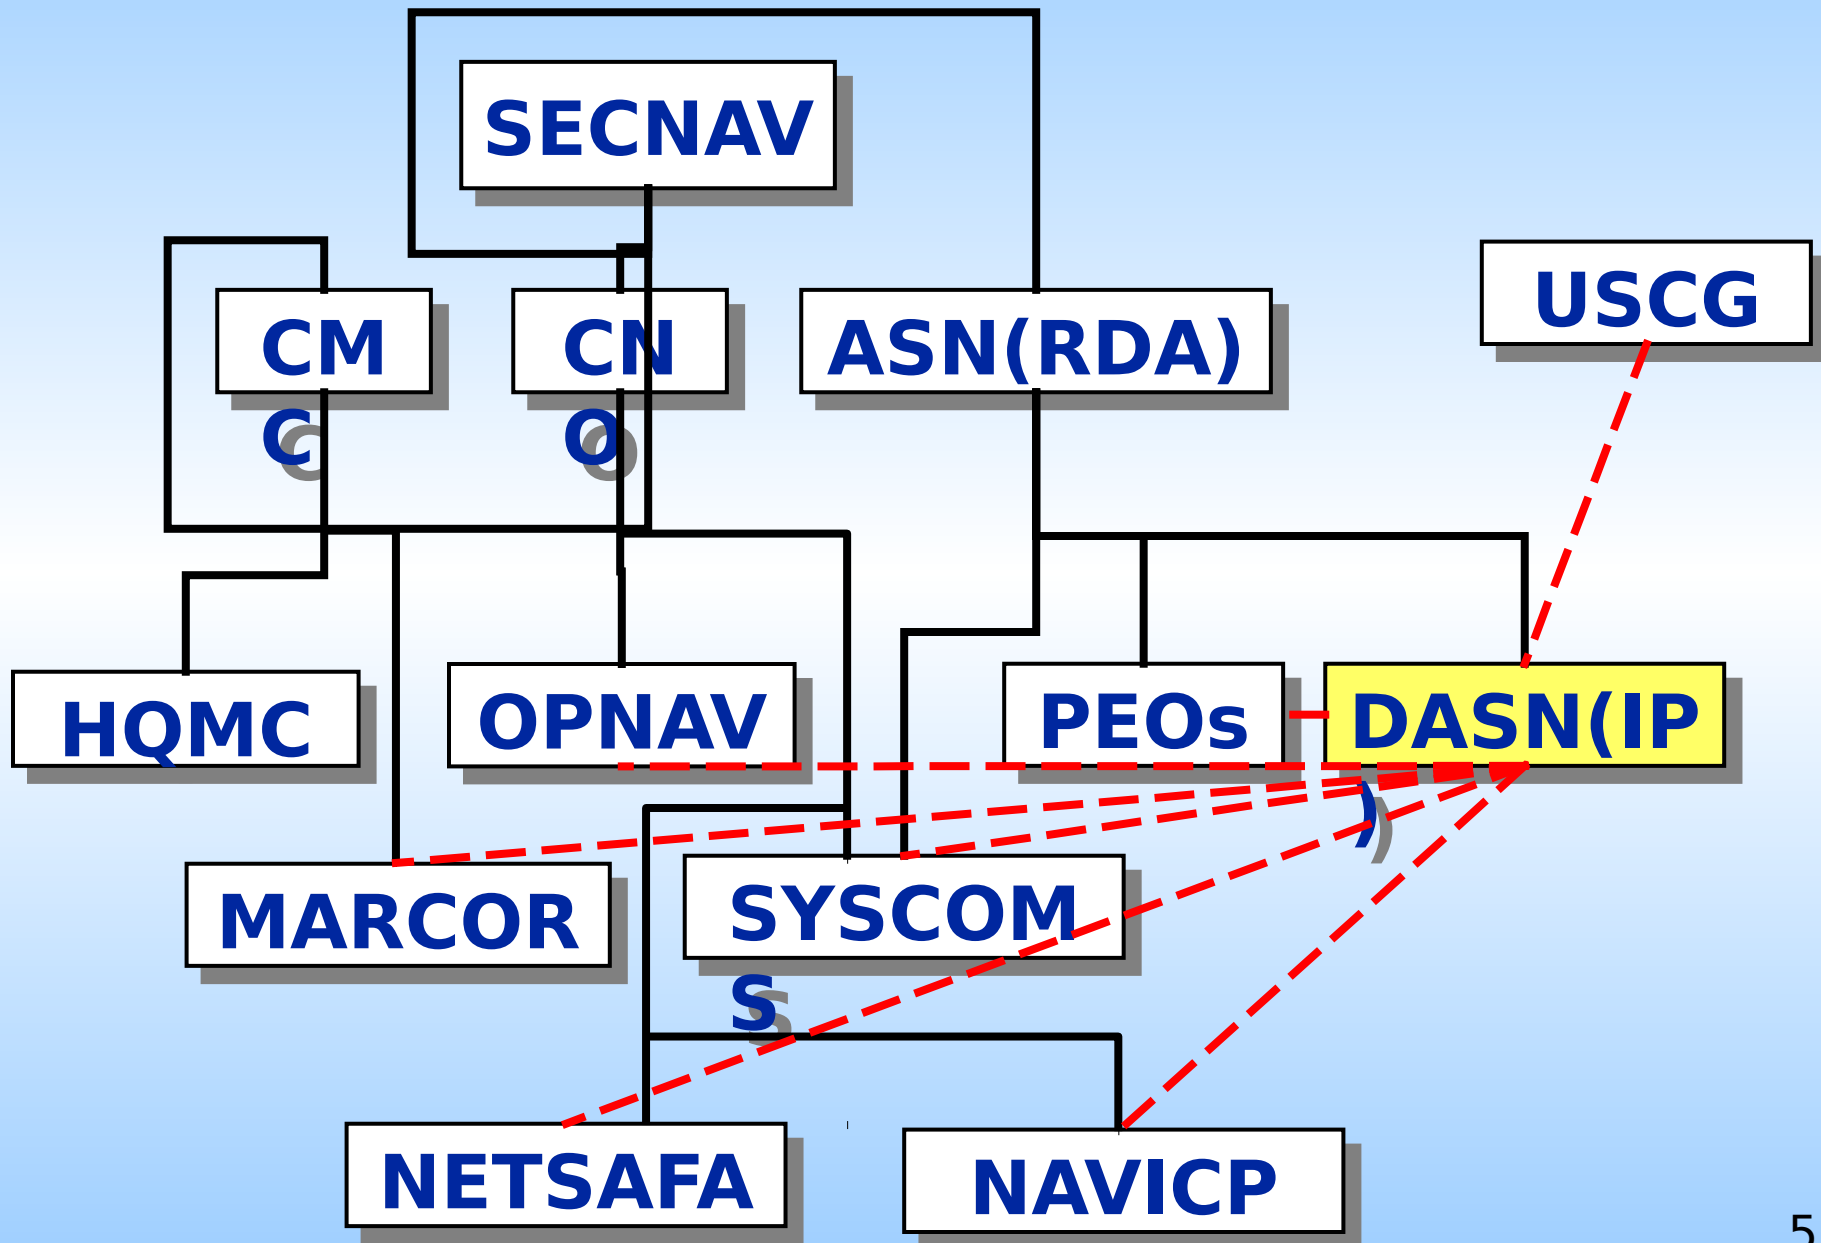 SECNAV
USCG
CM
C
CN
O
ASN(RDA)
HQMC
OPNAV
PEOs
DASN(IP
)
MARCOR
SYSCOM
S
NETSAFA
NAVICP
5